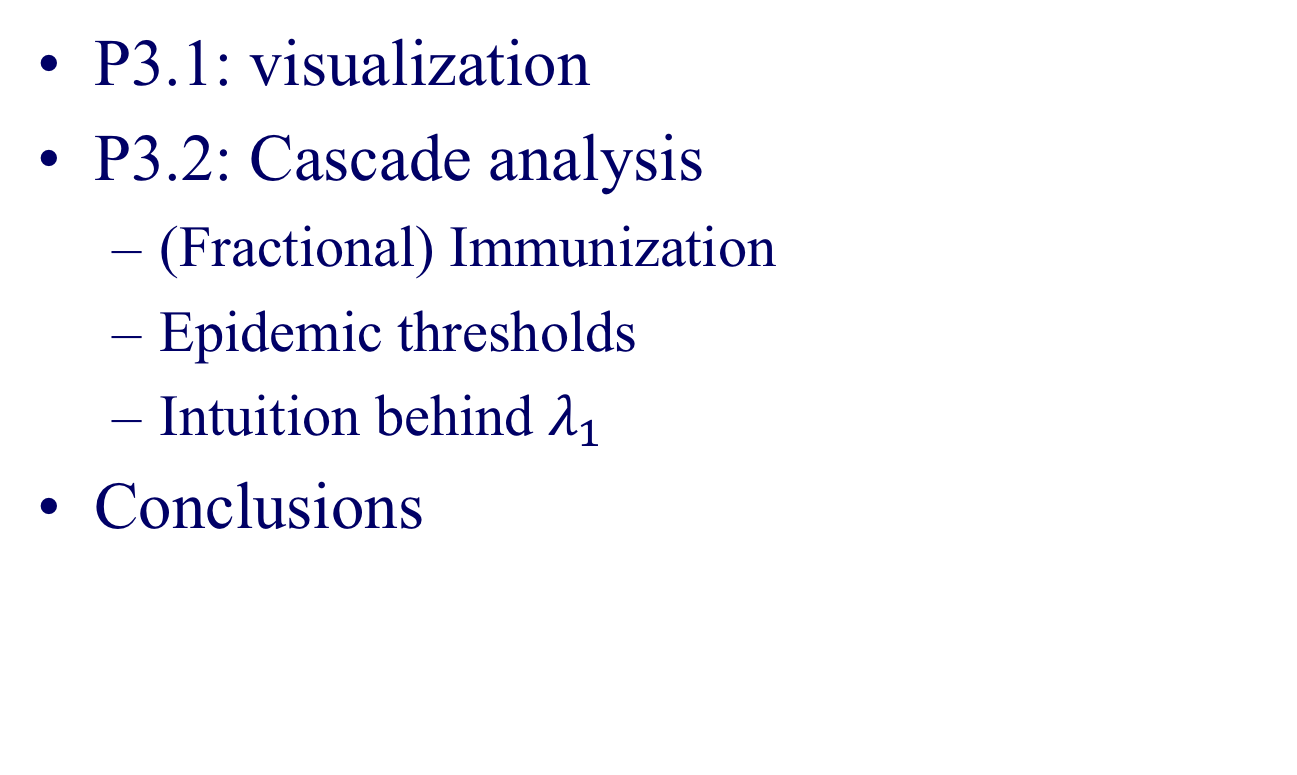 • P3.1: visualization
• P3.2: Cascade analysis
– (Fractional) Immunization
– Epidemic thresholds
– Intuition behind λ₁
• Conclusions